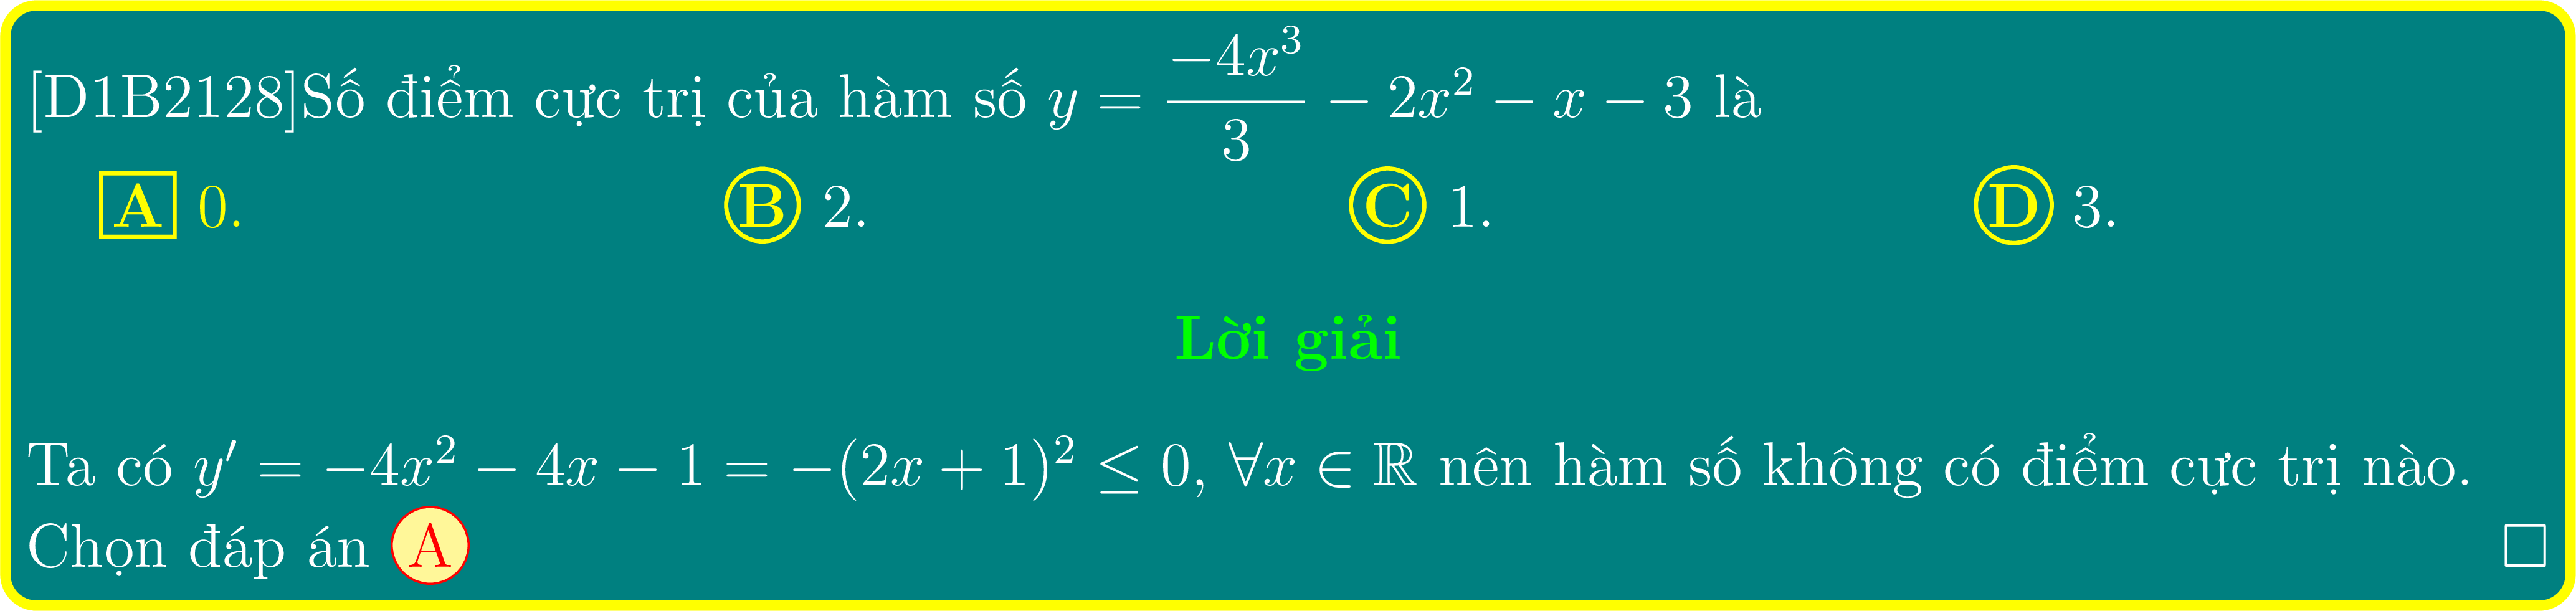 [D1B2128]Số điểm cực trị của hàm số $y = \dfrac{-4x^3}{3} - 2x^2 - x - 3$ là
A 0. B 2. C 1. D 3.
Lời giải
Ta có $y' = -4x^2 - 4x - 1 = -(2x + 1)^2 \leq 0, \forall x \in \mathbb{R}$ nên hàm số không có điểm cực trị nào.
Chọn đáp án A □